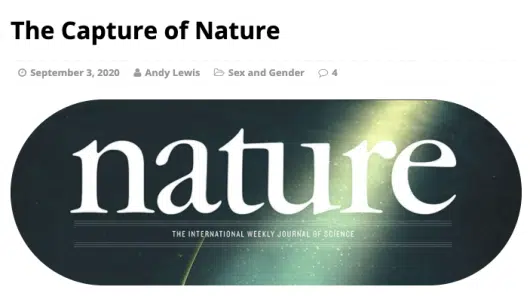 The Capture of Nature
September 3, 2020 Andy Lewis Sex and Gender 4
nature
THE INTERNATIONAL WEEKLY JOURNAL OF SCIENCE